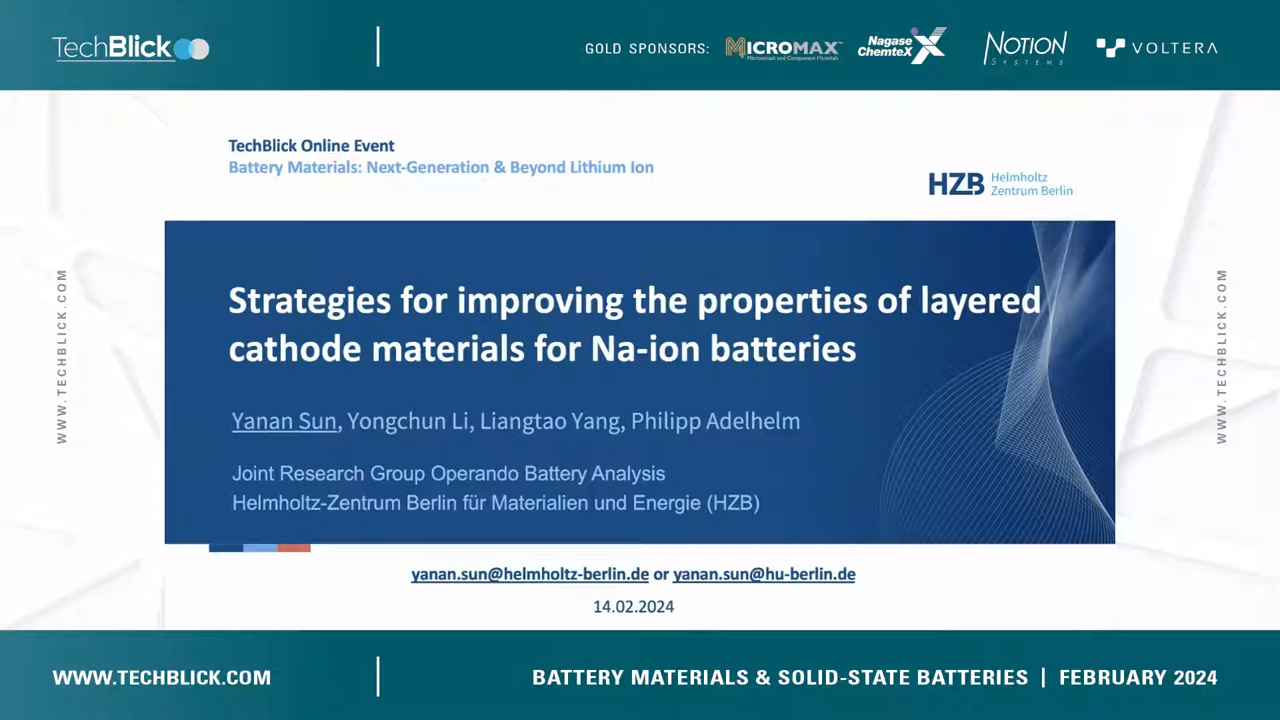 TechBlick
GOLD SPONSORS:
MICROMAX
Microcircuit and Component Materials
Nagase
ChemteX
NOTION
SYSTEMS
VOLTERA
TechBlick Online Event
Battery Materials: Next-Generation & Beyond Lithium Ion
HZB Helmholtz
Zentrum Berlin
WWW.TECHBLICK.COM
Strategies for improving the properties of layered
cathode materials for Na-ion batteries
Yanan Sun, Yongchun Li, Liangtao Yang, Philipp Adelhelm
Joint Research Group Operando Battery Analysis
Helmholtz-Zentrum Berlin für Materialien und Energie (HZB)
WWW.TECHBLICK.COM
yanan.sun@helmholtz-berlin.de or yanan.sun@hu-berlin.de
14.02.2024
WWW.TECHBLICK.COM
BATTERY MATERIALS & SOLID-STATE BATTERIES | FEBRUARY 2024